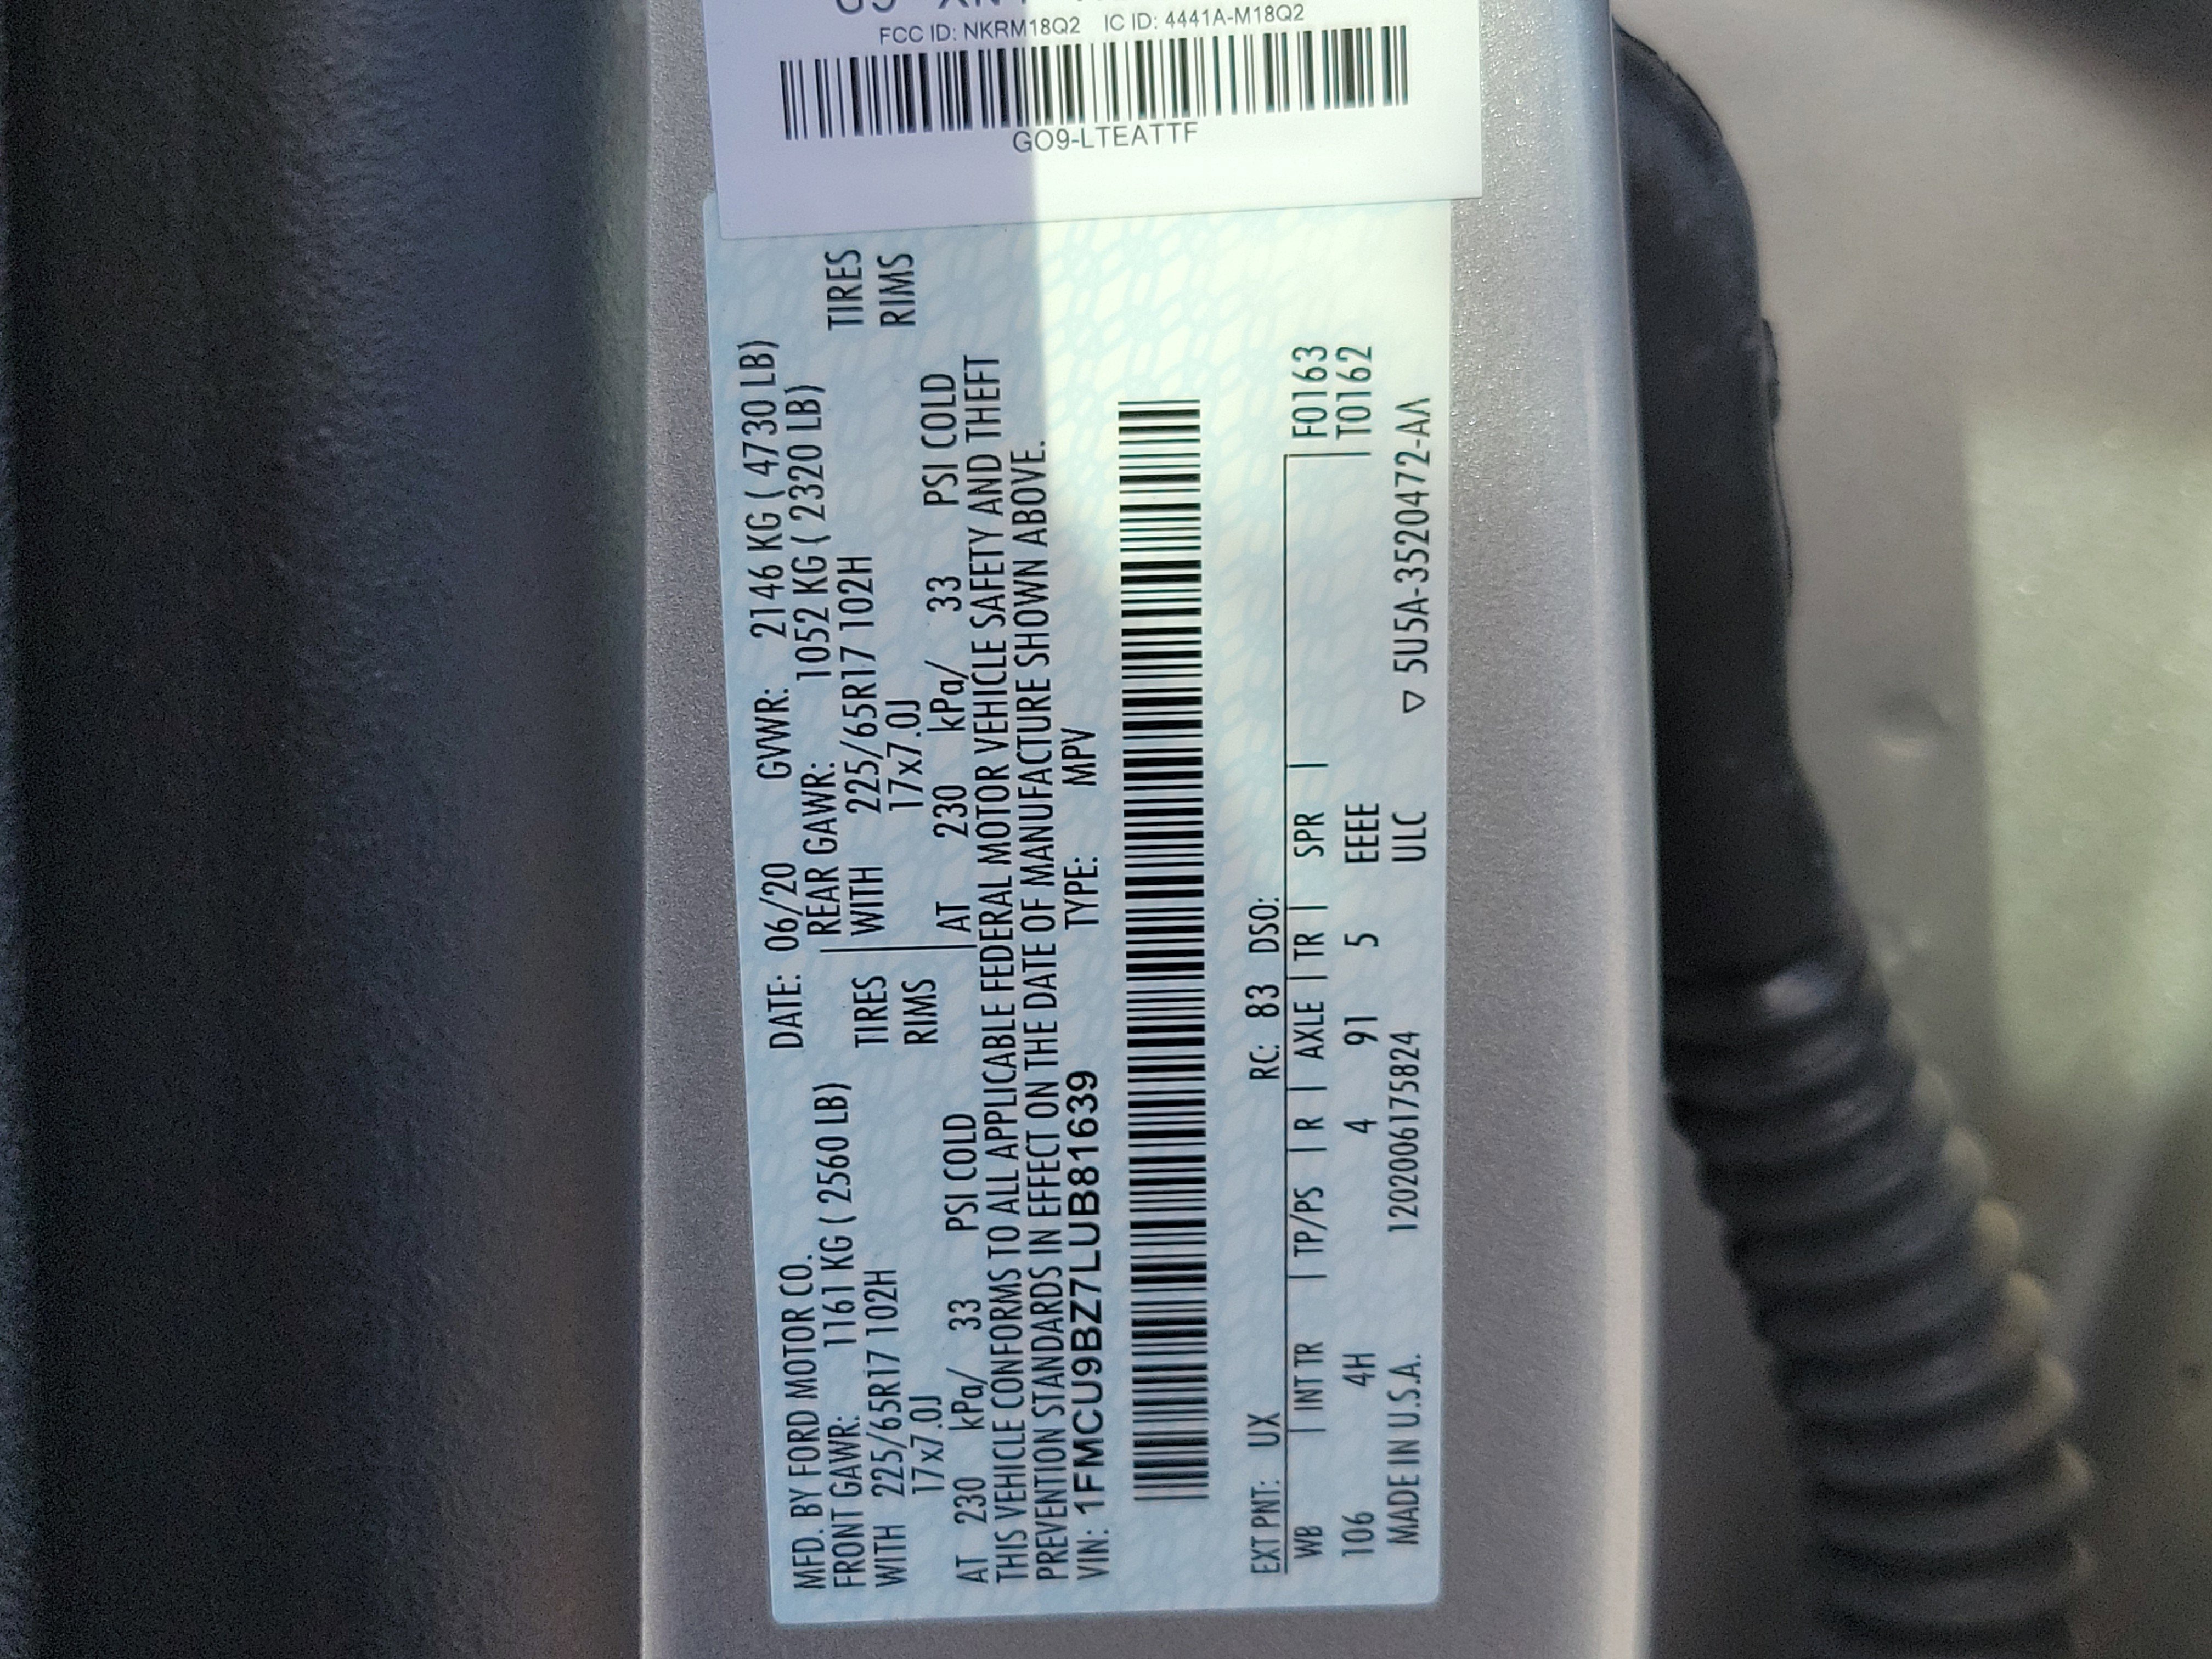 FCC ID: NKRM18Q2 IC ID: 4441A-M18Q2
GO9-LTEATTF
MFD. BY FORD MOTOR CO. DATE: 06/20 GVWR: 2146 KG ( 4730 LB)
FRONT GAWR: 1161 KG ( 2560 LB) REAR GAWR: 1052 KG ( 2320 LB)
WITH 225/65R17 102H TIRES WITH 225/65R17 102H TIRES
17x7.0J RIMS 17x7.0J RIMS
AT 230 kPa/ 33 PSI COLD AT 230 kPa/ 33 PSI COLD
THIS VEHICLE CONFORMS TO ALL APPLICABLE FEDERAL MOTOR VEHICLE SAFETY AND THEFT
PREVENTION STANDARDS IN EFFECT ON THE DATE OF MANUFACTURE SHOWN ABOVE.
VIN: 1FMCU9BZ7LUB81639 TYPE: MPV
EXT PNT: UX RC: 83 DSO:
WB | INT TR | TP/PS | R | AXLE | TR | SPR | F0163
106 4H 4 91 5 EEEE T0162
MADE IN U.S.A. 1202006175824 ULC ▽ 5U5A-3520472-AA